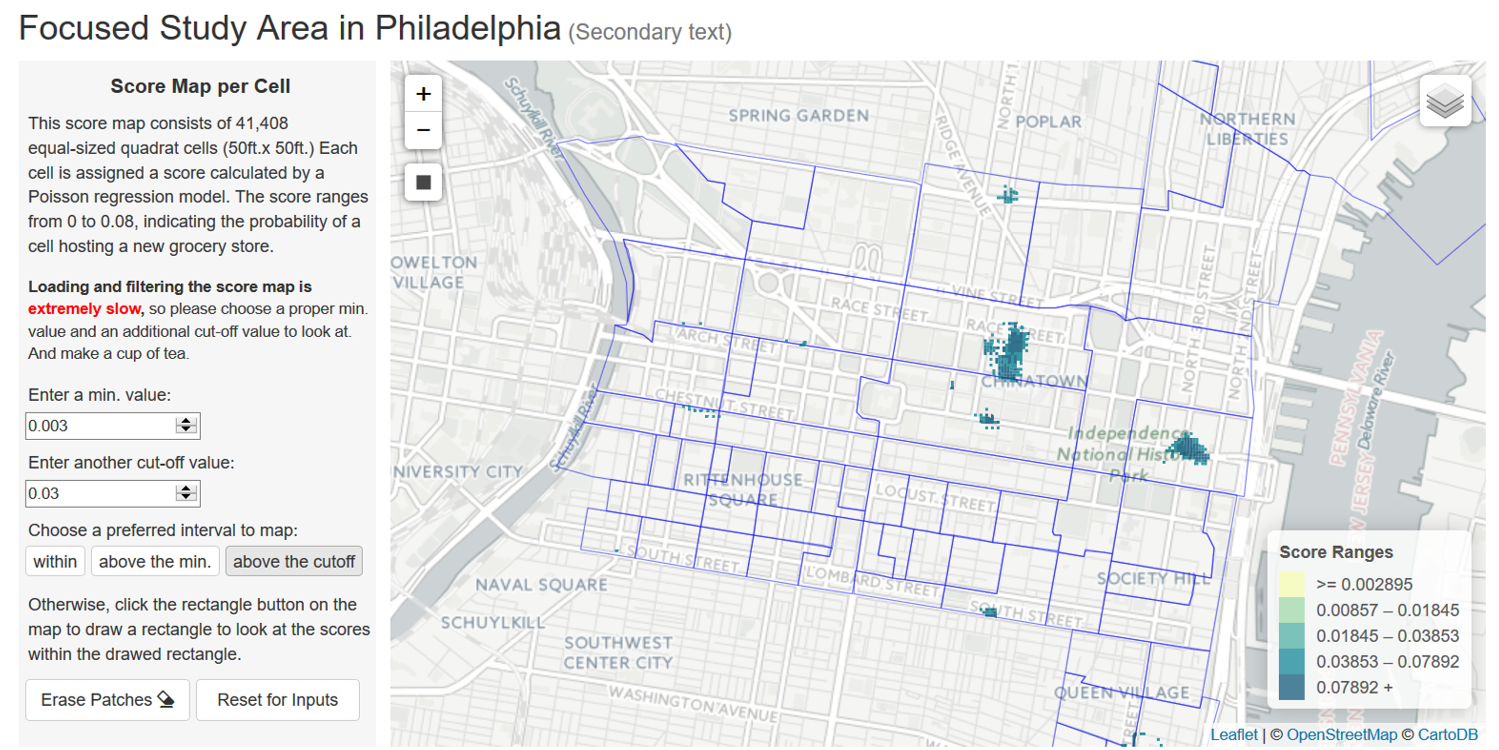 Focused Study Area in Philadelphia (Secondary text)
Score Map per Cell
This score map consists of 41,408
equal-sized quadrat cells (50ft.x 50ft.) Each
cell is assigned a score calculated by a
Poisson regression model. The score ranges
from 0 to 0.08, indicating the probability of a
cell hosting a new grocery store.
Loading and filtering the score map is
extremely slow, so please choose a proper min.
value and an additional cut-off value to look at.
And make a cup of tea.
Enter a min. value:
0.003
Enter another cut-off value:
0.03
Choose a preferred interval to map:
within
above the min.
above the cutoff
Otherwise, click the rectangle button on the
map to draw a rectangle to look at the scores
within the drawed rectangle.
Erase Patches
Reset for Inputs
+
−
Schuylkill River
SPRING GARDEN
RIDGE AVENUE
NORTH 1
POPLAR
NORTHERN
LIBERTIES
OWELTON
VILLAGE
VINE STREET
RACE STREET
RACE STREET
NORTH 3RD STREET
ARCH STREET
CHINATOWN
CHESTNUT STREET
Schuylkill River
PENNSYLVANIA
Delaware River
Independence
National Histo
Park
NIVERSITY CITY
RITTENHOUSE
SQUARE
LOCUST STREET
SOUTH STREET
LOMBARD STREET
SOCIETY HILL
NAVAL SQUARE
SOUTH STREET
SCHUYLKILL
SOUTHWEST
CENTER CITY
WASHINGTON AVENUE
QUEEN VILLAGE
Score Ranges
>= 0.002895
0.00857 – 0.01845
0.01845 – 0.03853
0.03853 – 0.07892
0.07892 +
Leaflet | © OpenStreetMap © CartoDB